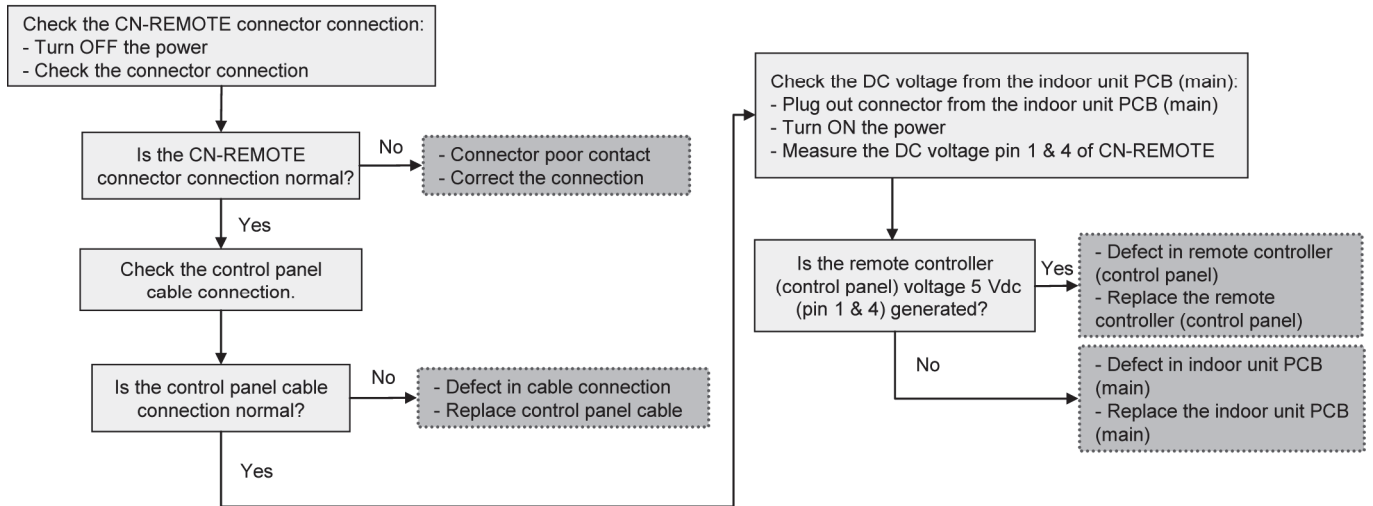 Check the CN-REMOTE connector connection:
- Turn OFF the power
- Check the connector connection
Is the CN-REMOTE
connector connection normal?
No
- Connector poor contact
- Correct the connection
Yes
Check the control panel
cable connection.
Is the control panel cable
connection normal?
No
- Defect in cable connection
- Replace control panel cable
Yes
Check the DC voltage from the indoor unit PCB (main):
- Plug out connector from the indoor unit PCB (main)
- Turn ON the power
- Measure the DC voltage pin 1 & 4 of CN-REMOTE
Is the remote controller
(control panel) voltage 5 Vdc
(pin 1 & 4) generated?
Yes
- Defect in remote controller
(control panel)
- Replace the remote
controller (control panel)
No
- Defect in indoor unit PCB
(main)
- Replace the indoor unit PCB
(main)